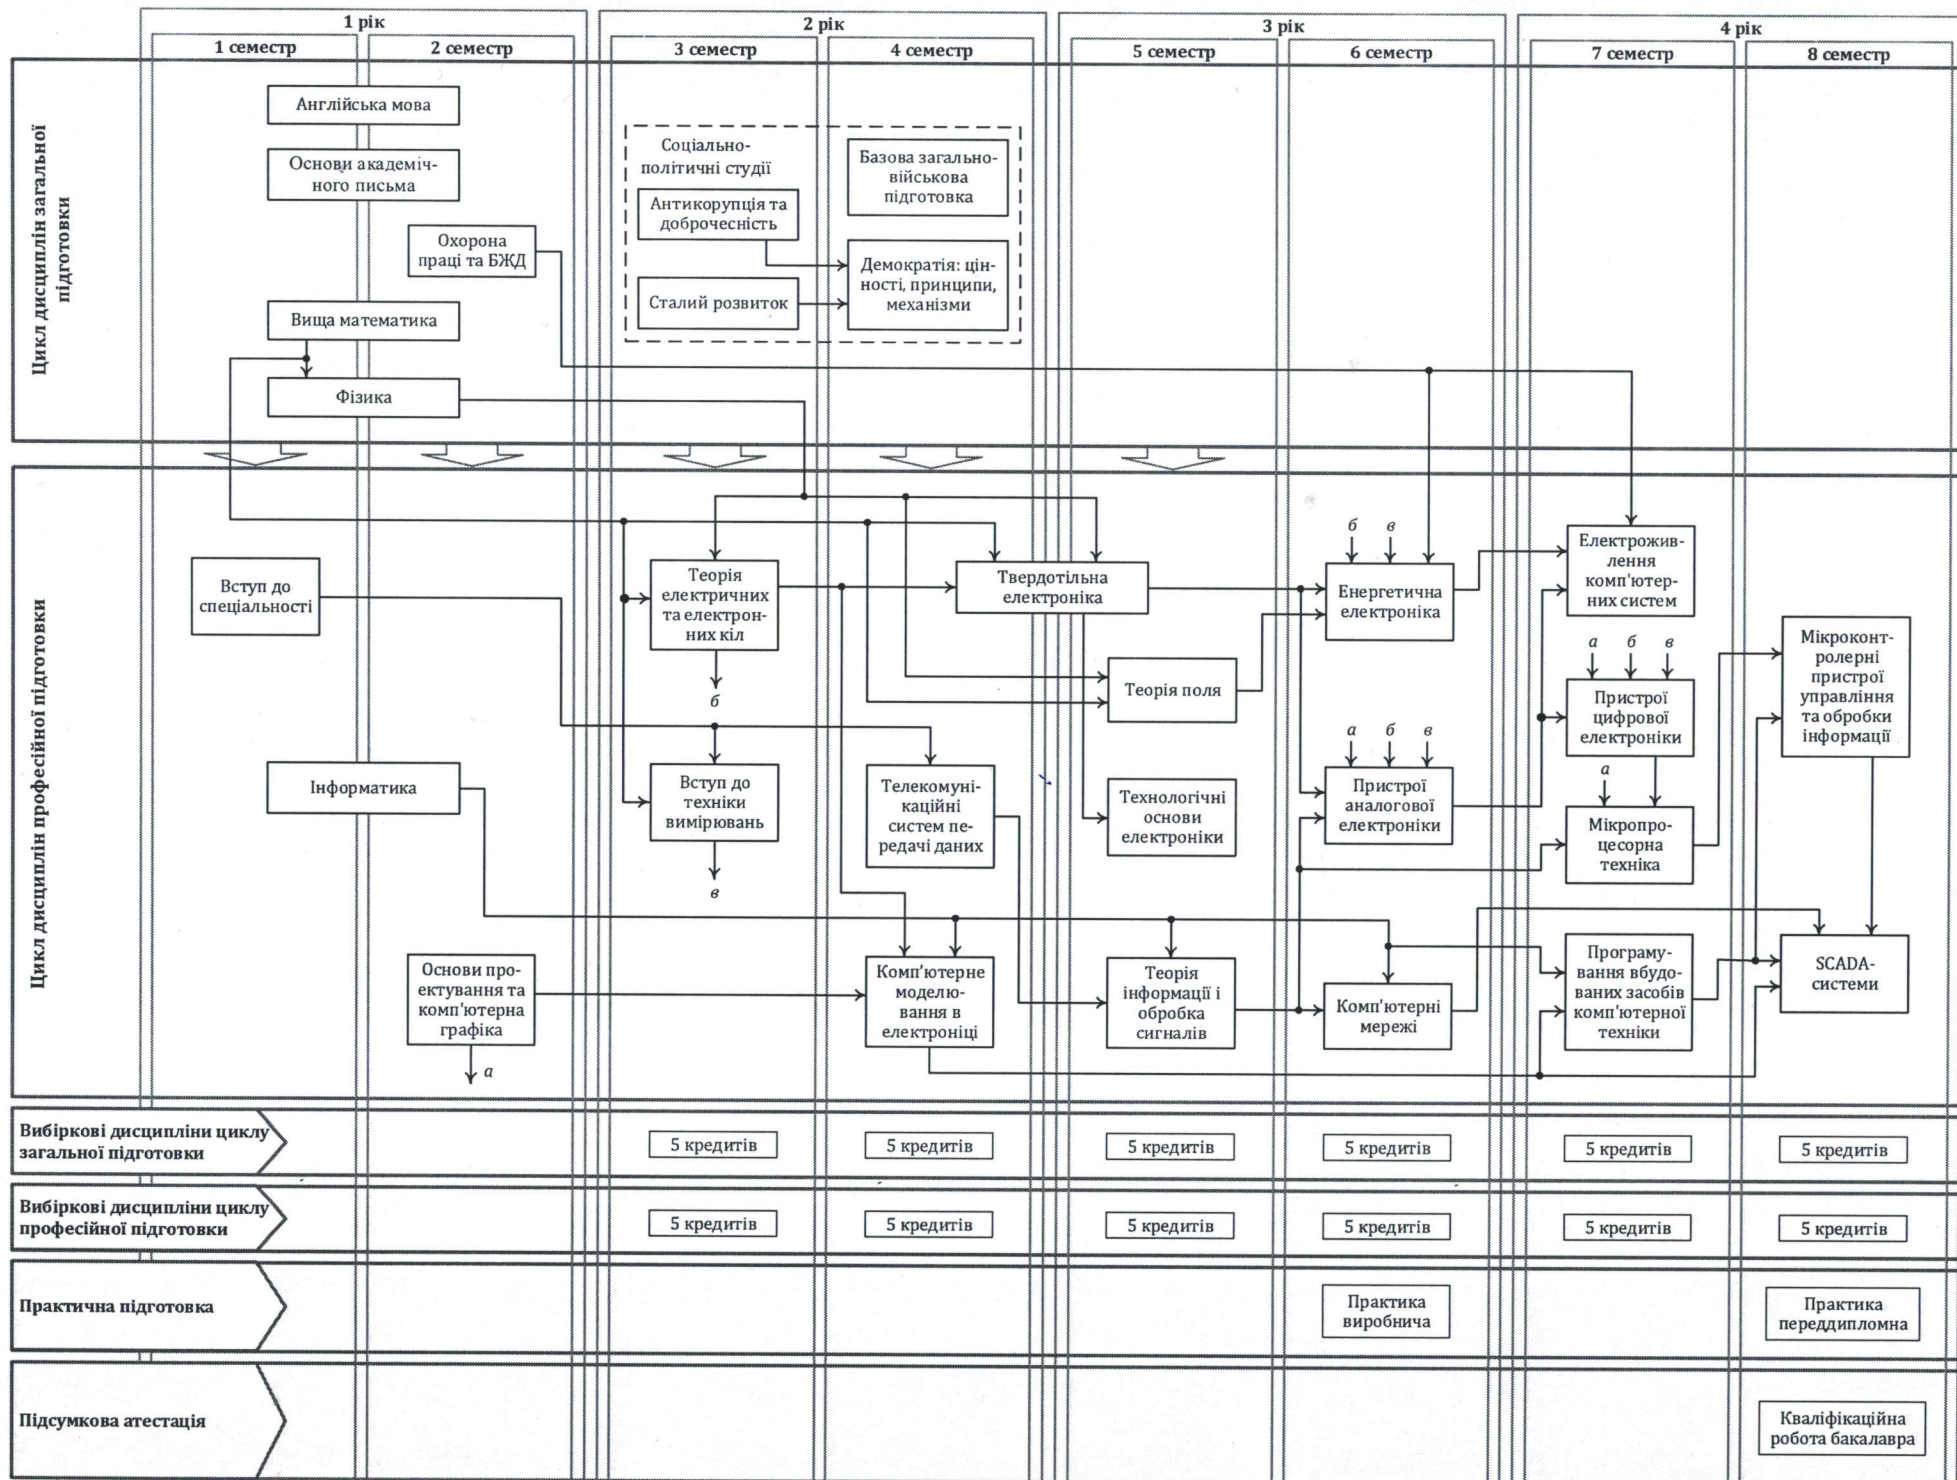 1 рік
2 рік
3 рік
4 рік
1 семестр
2 семестр
3 семестр
4 семестр
5 семестр
6 семестр
7 семестр
8 семестр
Цикл дисциплін загальної
підготовки
Англійська мова
Основи академіч-
ного письма
Охорона
праці та БЖД
Вища математика
Фізика
Соціально-
політичні студії
Антикорупція та
доброчесність
Сталий розвиток
Базова загально-
військова
підготовка
Демократія: цін-
ності, принципи,
механізми
Цикл дисциплін професійної підготовки
Вступ до
спеціальності
Інформатика
Основи про-
ектування та
комп'ютерна
графіка
а
Теорія
електричних
та електрон-
них кіл
б
Вступ до
техніки
вимірювань
в
Телекомуні-
каційні
систем пе-
редачі даних
Комп'ютерне
моделю-
вання в
електроніці
Твердотільна
електроніка
Теорія поля
Технологічні
основи
електроніки
Теорія
інформації і
обробка
сигналів
б
в
Енергетична
електроніка
а
б
в
Пристрої
аналогової
електроніки
Комп'ютерні
мережі
Електрожив-
лення
комп'ютер-
них систем
а
б
в
Пристрої
цифрової
електроніки
а
Мікропро-
цесорна
техніка
Програму-
вання вбудо-
ваних засобів
комп'ютерної
техніки
Мікроконт-
ролерні
пристрої
управління
та обробки
інформації
SCADA-
системи
Вибіркові дисципліни циклу
загальної підготовки
5 кредитів
5 кредитів
5 кредитів
5 кредитів
5 кредитів
5 кредитів
Вибіркові дисципліни циклу
професійної підготовки
5 кредитів
5 кредитів
5 кредитів
5 кредитів
5 кредитів
5 кредитів
Практична підготовка
Практика
виробнича
Практика
переддипломна
Підсумкова атестація
Кваліфікаційна
робота бакалавра